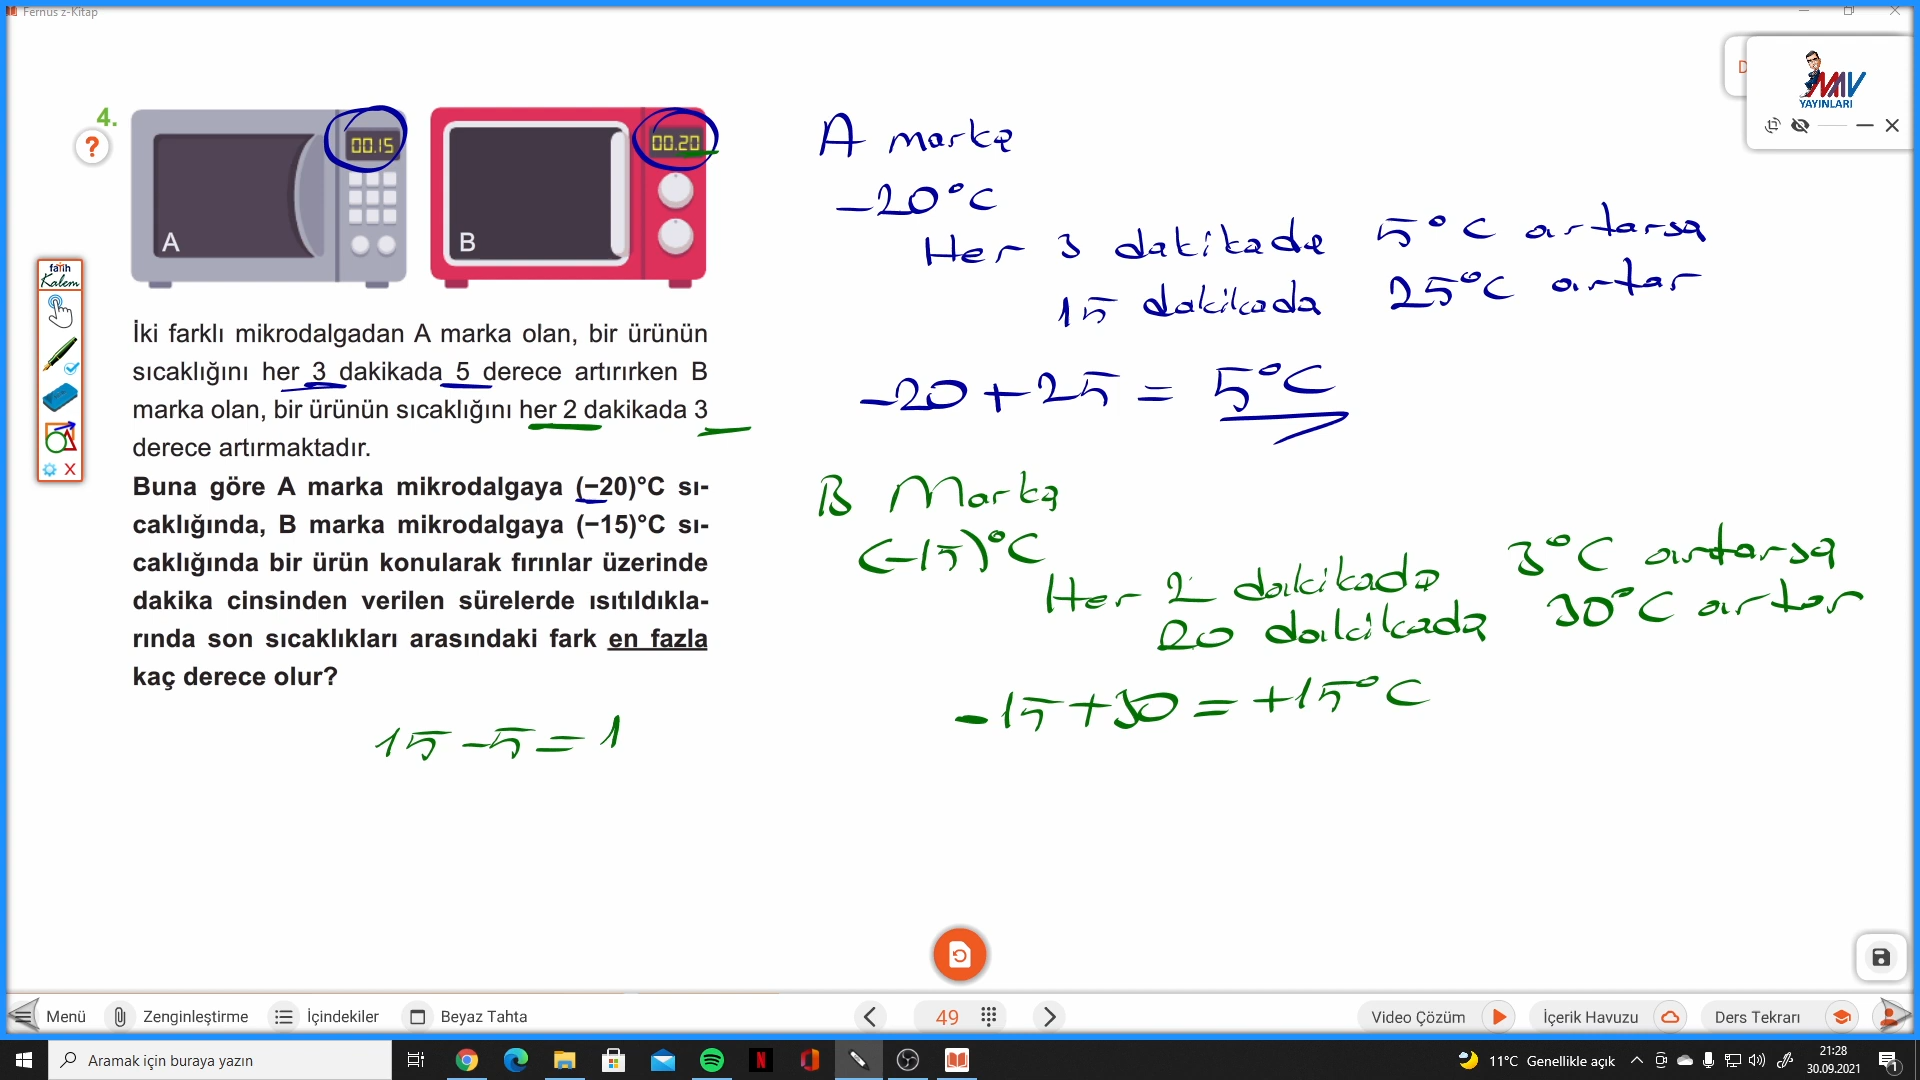 Fernus z-Kitap
MAV
YAYINLARI
4.
?
00.15
00.20
A
B
fatih
Kalem
İki farklı mikrodalgadan A marka olan, bir ürünün
sıcaklığını her 3 dakikada 5 derece artırırken B
marka olan, bir ürünün sıcaklığını her 2 dakikada 3
derece artırmaktadır.
Buna göre A marka mikrodalgaya (−20)°C sı-
caklığında, B marka mikrodalgaya (−15)°C sı-
caklığında bir ürün konularak fırınlar üzerinde
dakika cinsinden verilen sürelerde ısıtıldıkla-
rında son sıcaklıkları arasındaki fark en fazla
kaç derece olur?
15 -5 = 1
A marka
-20°C
Her 3 dakikada 5°C artarsa
15 dakikada 25°C artar
-20+25 = 5°C
B Marka
(-15)°C
Her 2 dakikada 3°C artarsa
20 dakikada 30°C artar
-15+30 = +15°C
Menü
Zenginleştirme
İçindekiler
Beyaz Tahta
49
Video Çözüm
İçerik Havuzu
Ders Tekrarı
Aramak için buraya yazın
11°C Genellikle açık
21:28
30.09.2021
1